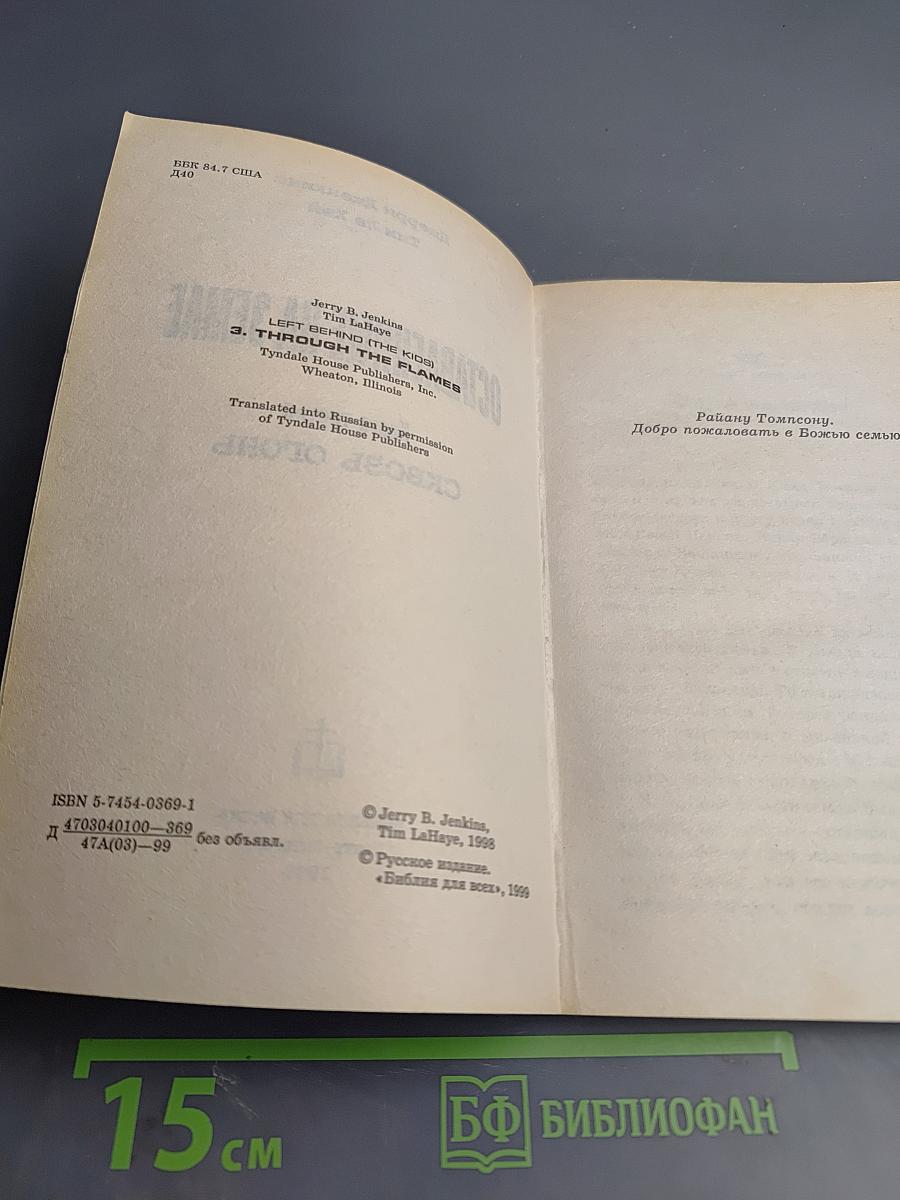 ББК 84.7 США
Д40
Jerry B. Jenkins
Tim LaHaye
LEFT BEHIND (THE KIDS)
3. THROUGH THE FLAMES
Tyndale House Publishers, Inc.
Wheaton, Illinois
Translated into Russian by permission
of Tyndale House Publishers
ISBN 5-7454-0369-1
Д 4703040100—369
47А(03)—99 без объявл.
© Jerry B. Jenkins,
Tim LaHaye, 1998
© Русское издание.
«Библия для всех», 1999
Райану Томпсону.
Добро пожаловать в Божью семью
15 см
БФ БИБЛИОФАН